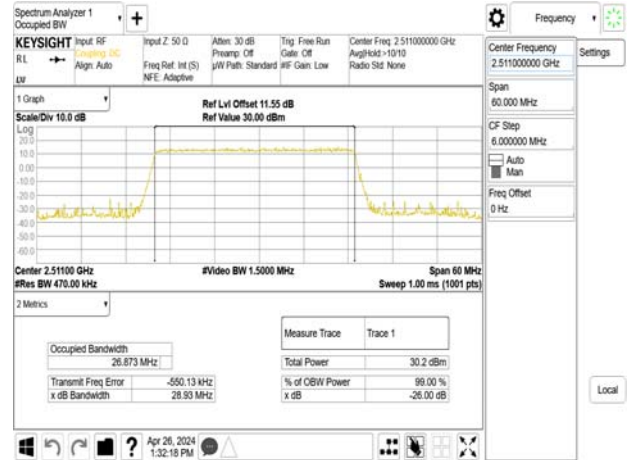 Spectrum Analyzer 1
Occupied BW
Frequency
KEYSIGHT Input: RF Input Z: 50 Ω Atten: 30 dB Trig: Free Run Center Freq: 2.511000000 GHz
RL Coupling: DC Preamp: Off Gate: Off Avg|Hold:>10/10
Align: Auto Freq Ref: Int (S) µW Path: Standard #IF Gain: Low Radio Std: None
NFE: Adaptive
Center Frequency
2.511000000 GHz
Settings
Span
60.000 MHz
CF Step
6.000000 MHz
Auto
Man
Freq Offset
0 Hz
Local
1 Graph
Ref Lvl Offset 11.55 dB
Scale/Div 10.0 dB Ref Value 30.00 dBm
Log
20.0
10.0
0.00
-10.0
-20.0
-30.0
-40.0
-50.0
-60.0
Center 2.51100 GHz #Video BW 1.5000 MHz Span 60 MHz
#Res BW 470.00 kHz Sweep 1.00 ms (1001 pts)
2 Metrics
Measure Trace Trace 1
Occupied Bandwidth
26.873 MHz
Total Power 30.2 dBm
Transmit Freq Error -550.13 kHz % of OBW Power 99.00 %
x dB Bandwidth 28.93 MHz x dB -26.00 dB
Apr 26, 2024
1:32:18 PM